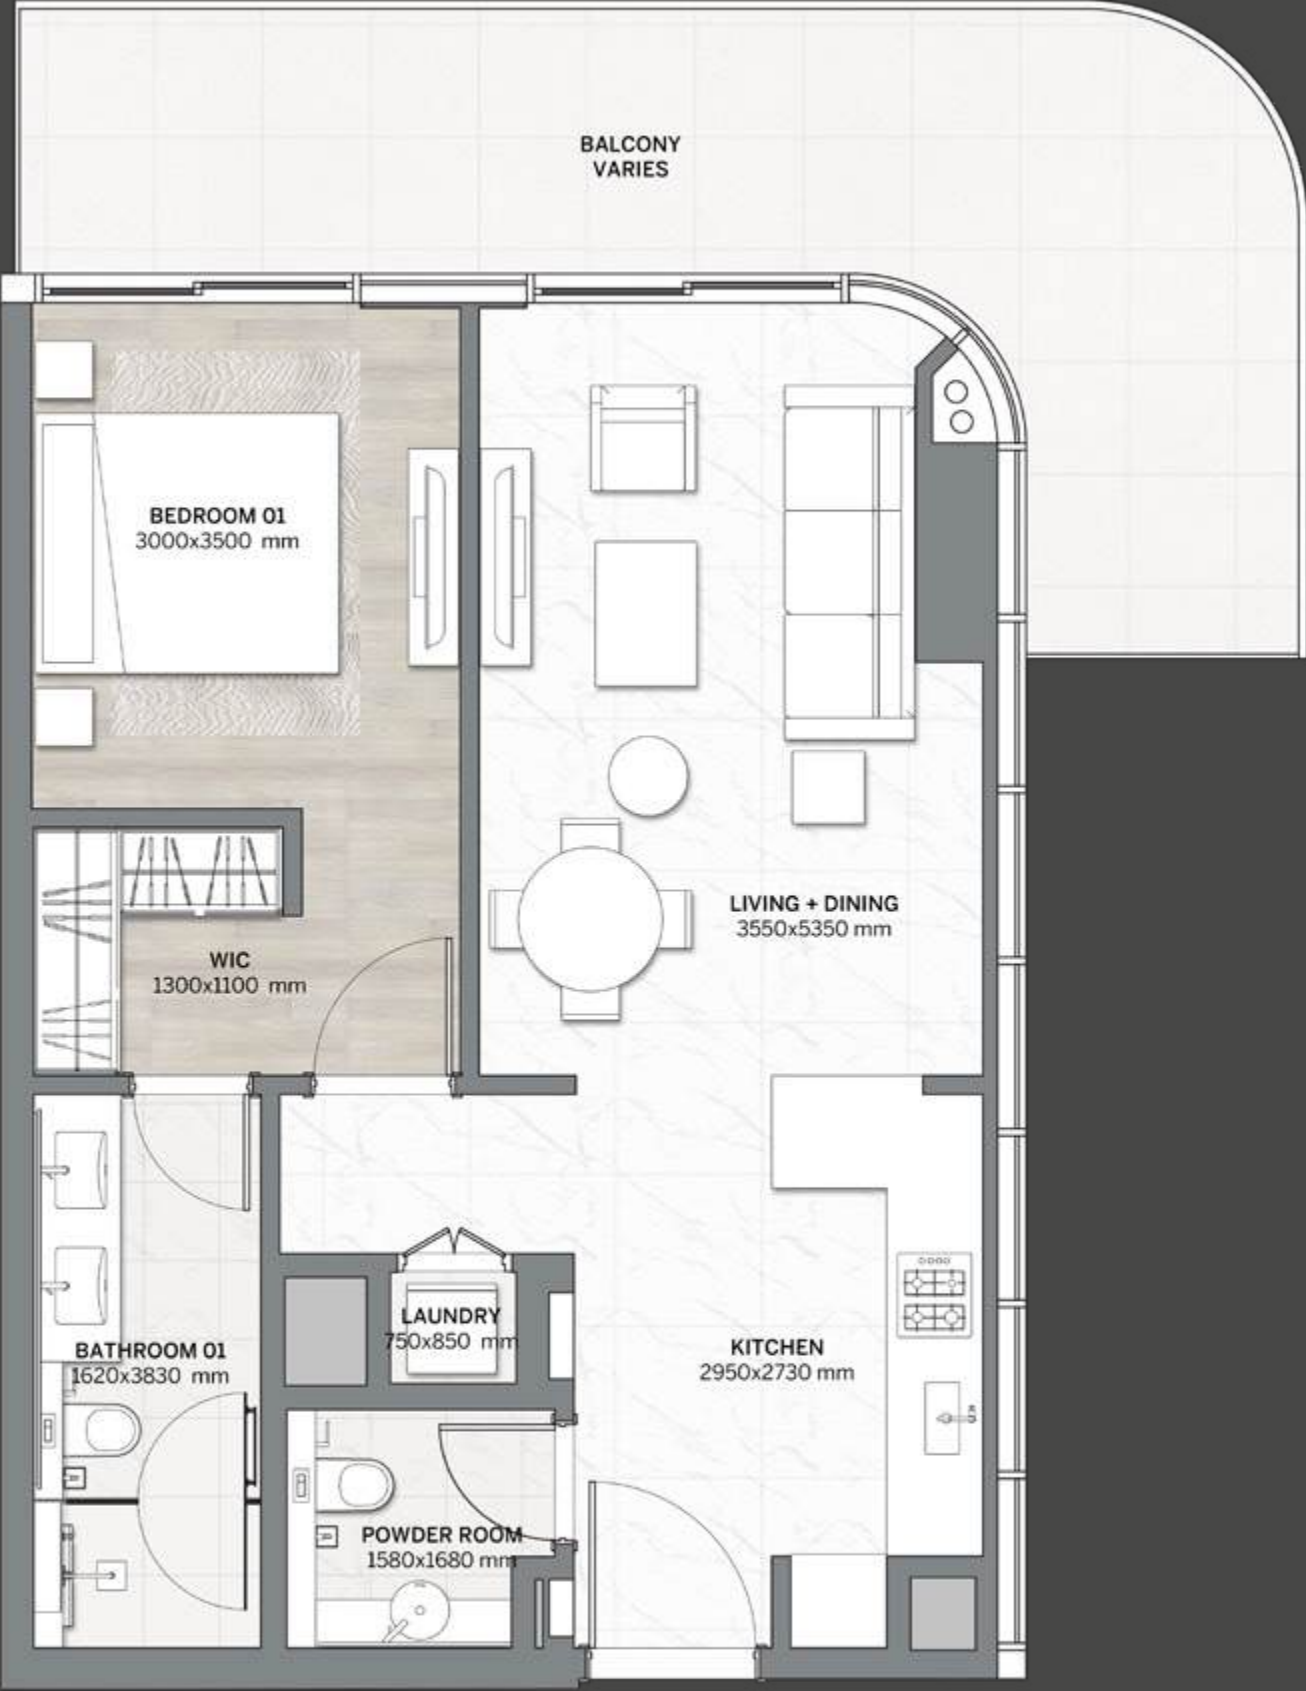 BALCONY
VARIES
BEDROOM 01
3000x3500 mm
LIVING + DINING
3550x5350 mm
WIC
1300x1100 mm
LAUNDRY
750x850 mm
BATHROOM 01
1620x3830 mm
KITCHEN
2950x2730 mm
POWDER ROOM
1580x1680 mm